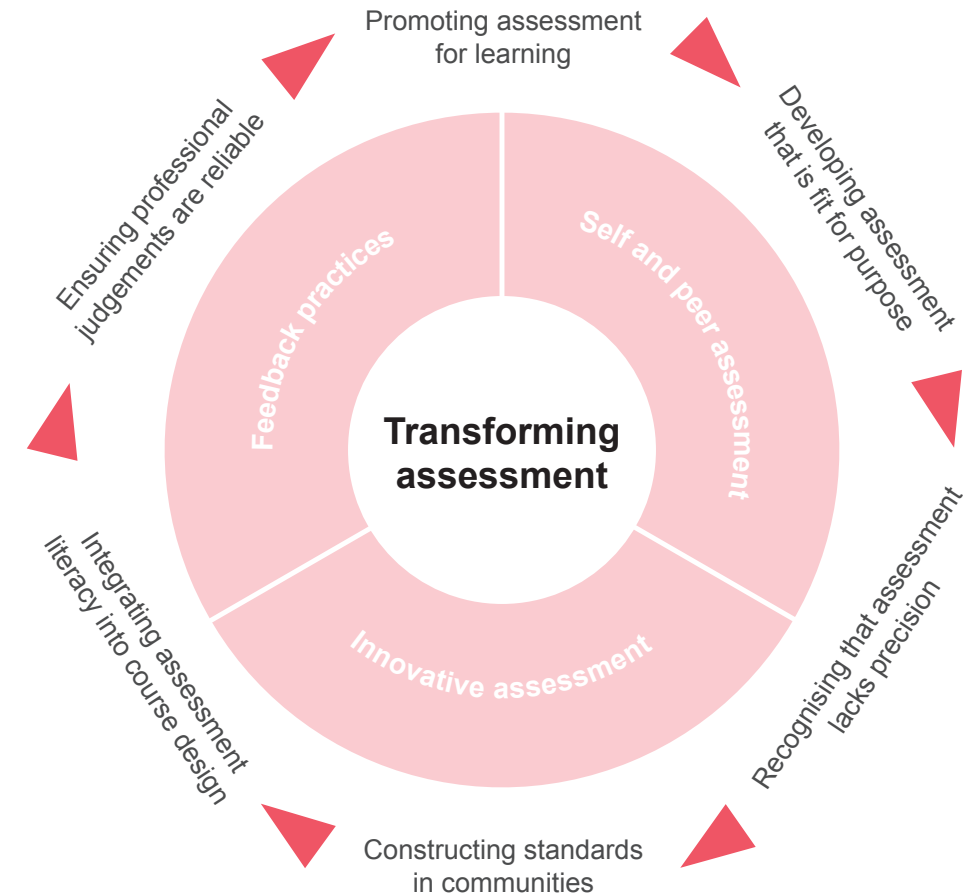 Promoting assessment
for learning
Developing assessment
that is fit for purpose
Recognising that assessment
lacks precision
Constructing standards
in communities
Integrating assessment
literacy into course design
Ensuring professional
judgements are reliable
Feedback practices
Self and peer assessment
Innovative assessment
Transforming
assessment